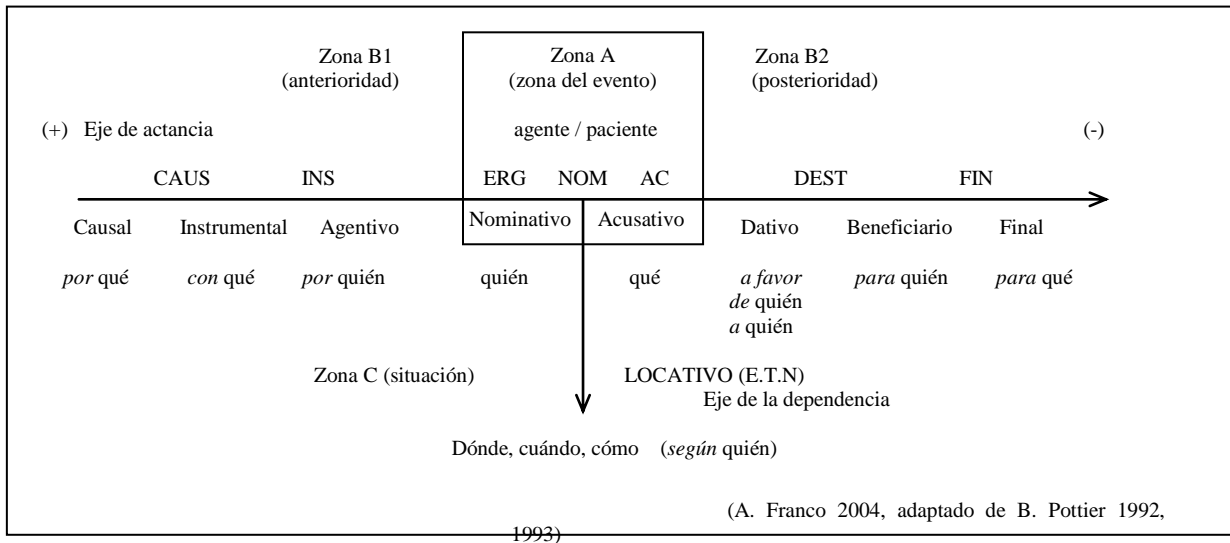 Zona B1 Zona A Zona B2
(anterioridad) (zona del evento) (posterioridad)
(+) Eje de actancia agente / paciente (-)
CAUS INS ERG NOM AC DEST FIN
Causal Instrumental Agentivo Nominativo Acusativo Dativo Beneficiario Final
por qué con qué por quién quién qué a favor para quién para qué
de quién
a quién
Zona C (situación) LOCATIVO (E.T.N)
Eje de la dependencia
Dónde, cuándo, cómo (según quién)
(A. Franco 2004, adaptado de B. Pottier 1992,
1993)